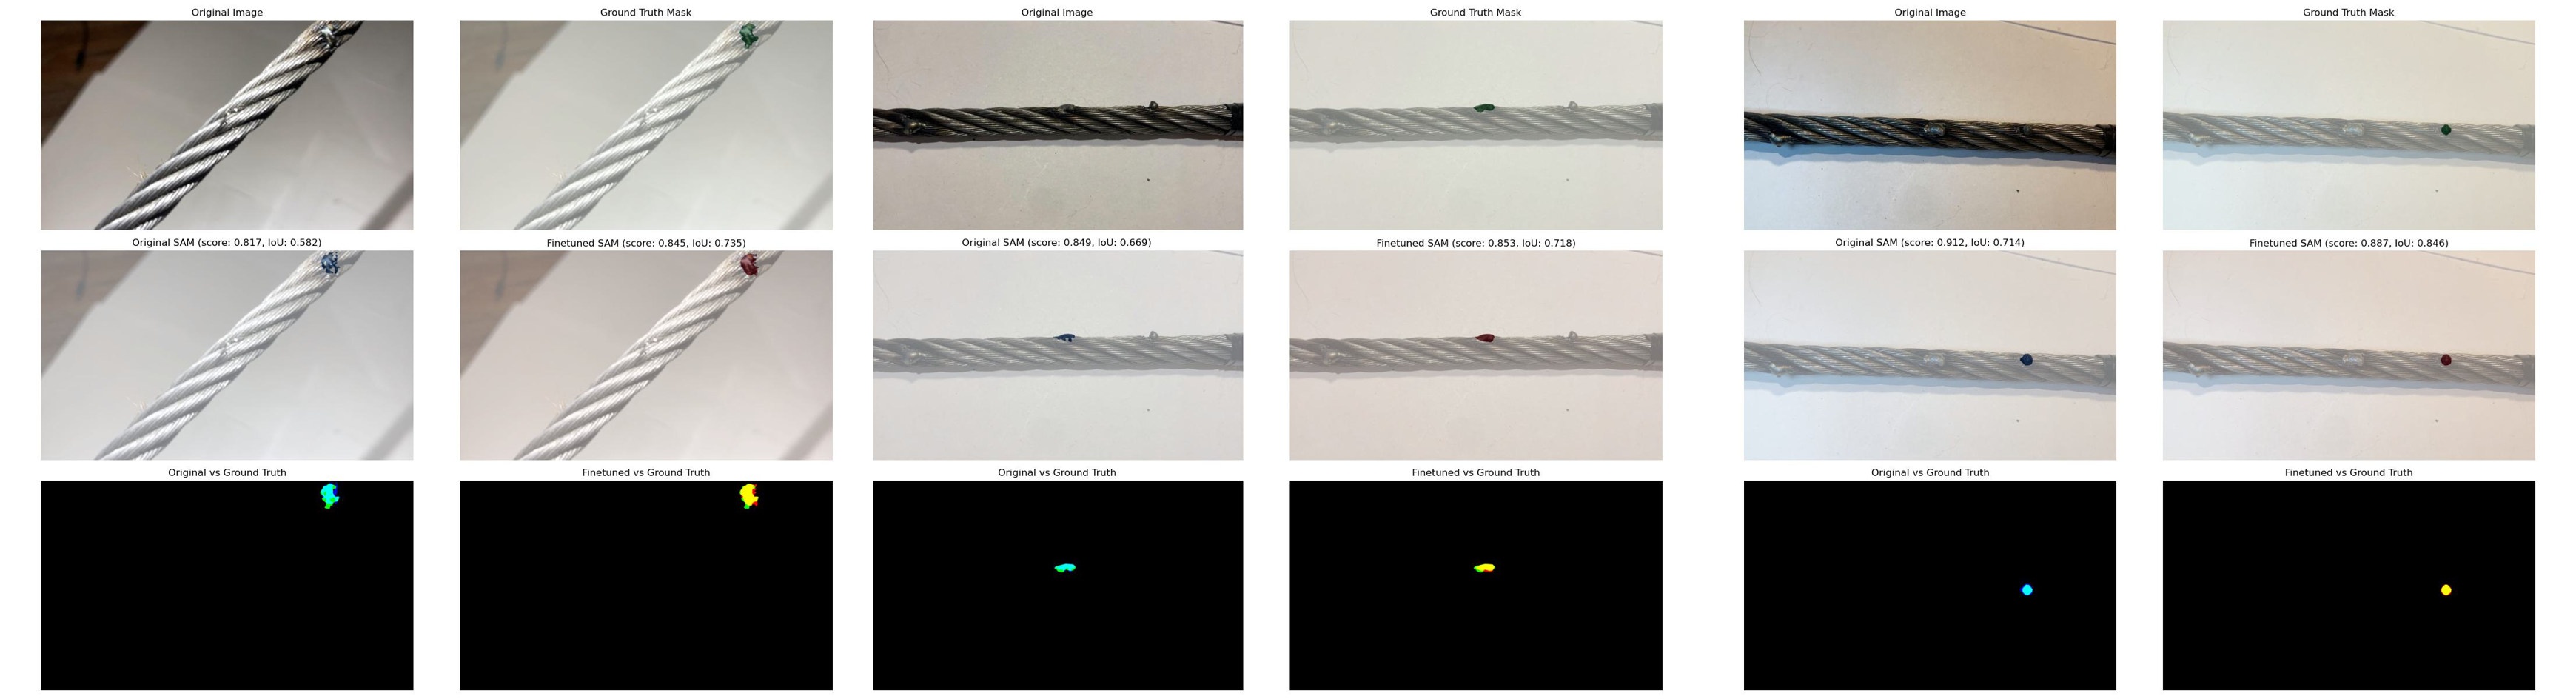 Original Image
Ground Truth Mask
Original Image
Ground Truth Mask
Original Image
Ground Truth Mask
Original SAM (score: 0.817, IoU: 0.582)
Finetuned SAM (score: 0.845, IoU: 0.735)
Original SAM (score: 0.849, IoU: 0.669)
Finetuned SAM (score: 0.853, IoU: 0.718)
Original SAM (score: 0.912, IoU: 0.714)
Finetuned SAM (score: 0.887, IoU: 0.846)
Original vs Ground Truth
Finetuned vs Ground Truth
Original vs Ground Truth
Finetuned vs Ground Truth
Original vs Ground Truth
Finetuned vs Ground Truth